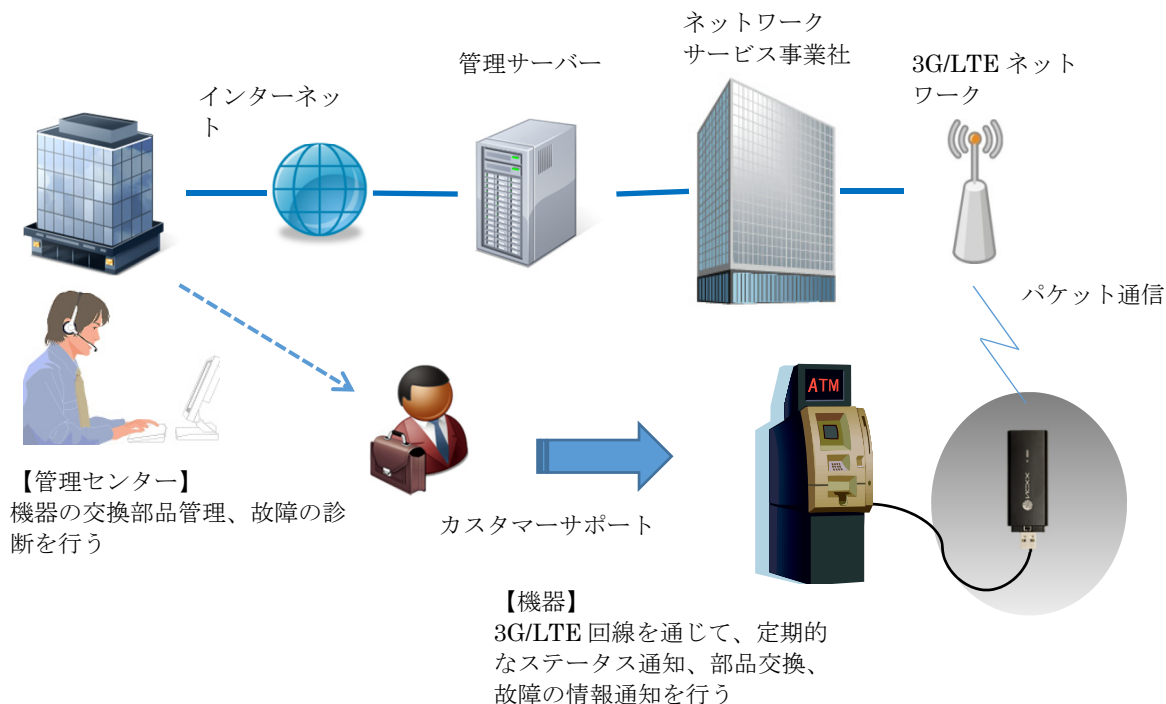 ネットワーク
サービス事業社
管理サーバー
3G/LTE ネット
ワーク
インターネッ
ト
パケット通信
ATM
【管理センター】
機器の交換部品管理、故障の診
断を行う
カスタマーサポート
【機器】
3G/LTE 回線を通じて、定期的
なステータス通知、部品交換、
故障の情報通知を行う